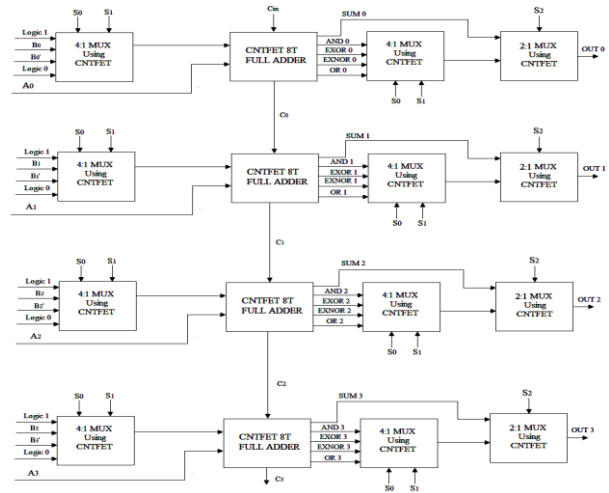 S0 S1 Cin SUM 0 S2
Logic 1
B0
B0'
Logic 0
A0
4:1 MUX
Using
CNTFET
CNTFET 8T
FULL ADDER
AND 0
EXOR 0
EXNOR 0
OR 0
4:1 MUX
Using
CNTFET
S0 S1
2:1 MUX
Using
CNTFET
OUT 0
C0
S0 S1 SUM 1 S2
Logic 1
B1
B1'
Logic 0
A1
4:1 MUX
Using
CNTFET
CNTFET 8T
FULL ADDER
AND 1
EXOR 1
EXNOR 1
OR 1
4:1 MUX
Using
CNTFET
S0 S1
2:1 MUX
Using
CNTFET
OUT 1
C1
S0 S1 SUM 2 S2
Logic 1
B2
B2'
Logic 0
A2
4:1 MUX
Using
CNTFET
CNTFET 8T
FULL ADDER
AND 2
EXOR 2
EXNOR 2
OR 2
4:1 MUX
Using
CNTFET
S0 S1
2:1 MUX
Using
CNTFET
OUT 2
C2
S0 S1 SUM 3 S2
Logic 1
B3
B3'
Logic 0
A3
4:1 MUX
Using
CNTFET
CNTFET 8T
FULL ADDER
AND 3
EXOR 3
EXNOR 3
OR 3
4:1 MUX
Using
CNTFET
S0 S1
2:1 MUX
Using
CNTFET
OUT 3
C3